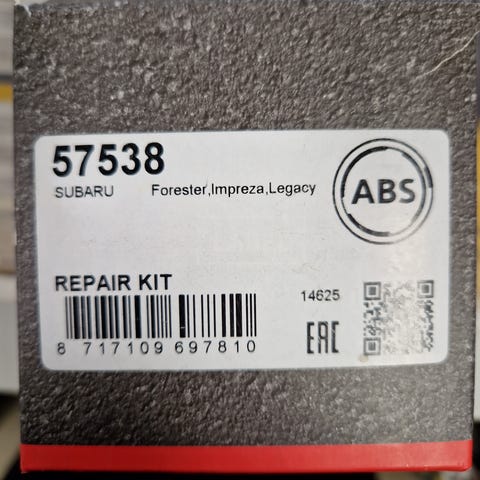 57538
SUBARU Forester,Impreza,Legacy
ABS
REPAIR KIT
14625
8 717109 697810
EAC